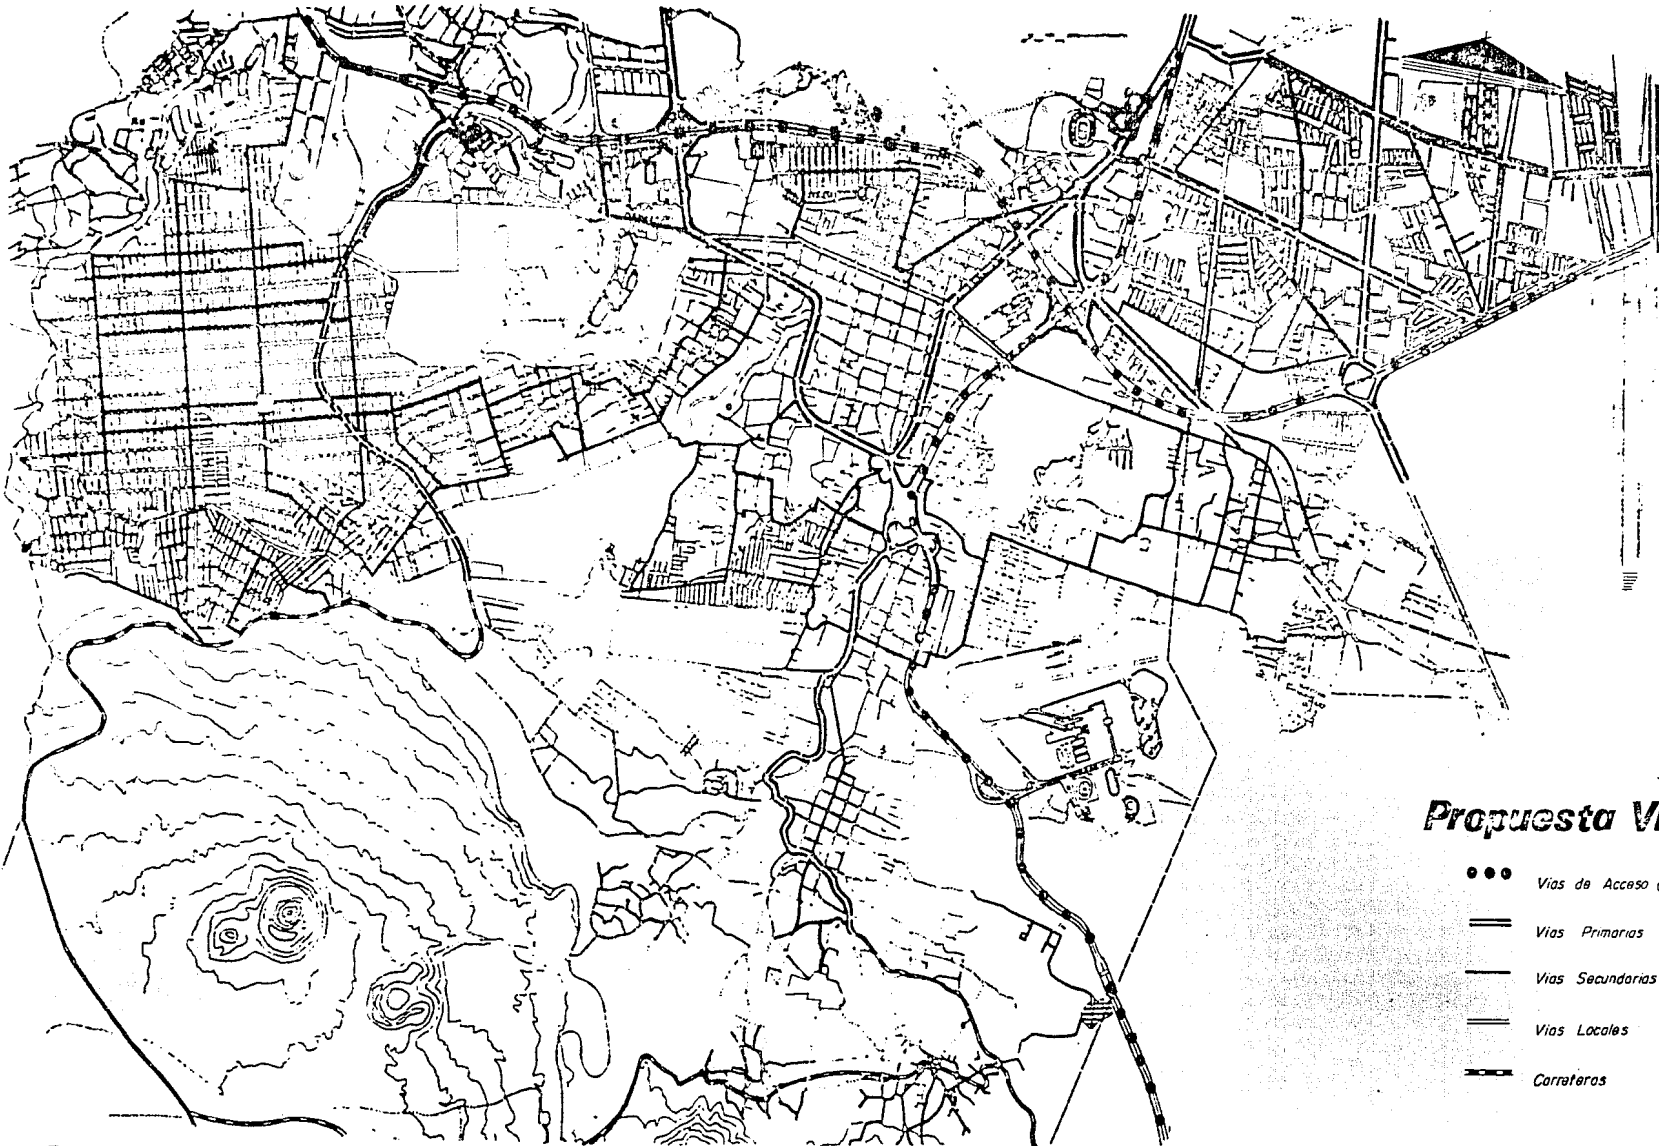 Propuesta V
Vias de Acceso
Vias Primarias
Vias Secundarias
Vias Locales
Carreteras